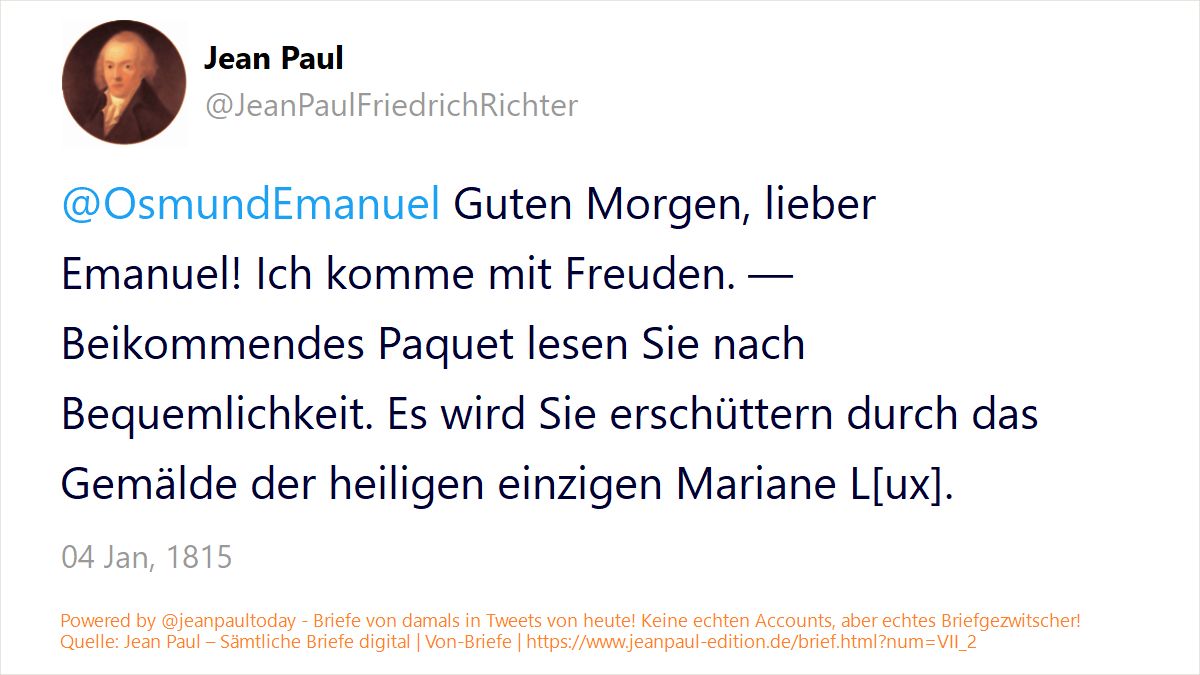 Jean Paul
@JeanPaulFriedrichRichter
@OsmundEmanuel Guten Morgen, lieber
Emanuel! Ich komme mit Freuden. —
Beikommendes Paquet lesen Sie nach
Bequemlichkeit. Es wird Sie erschüttern durch das
Gemälde der heiligen einzigen Mariane L[ux].
04 Jan, 1815
Powered by @jeanpaultoday - Briefe von damals in Tweets von heute! Keine echten Accounts, aber echtes Briefgezwitscher!
Quelle: Jean Paul – Sämtliche Briefe digital | Von-Briefe | https://www.jeanpaul-edition.de/brief.html?num=VII_2